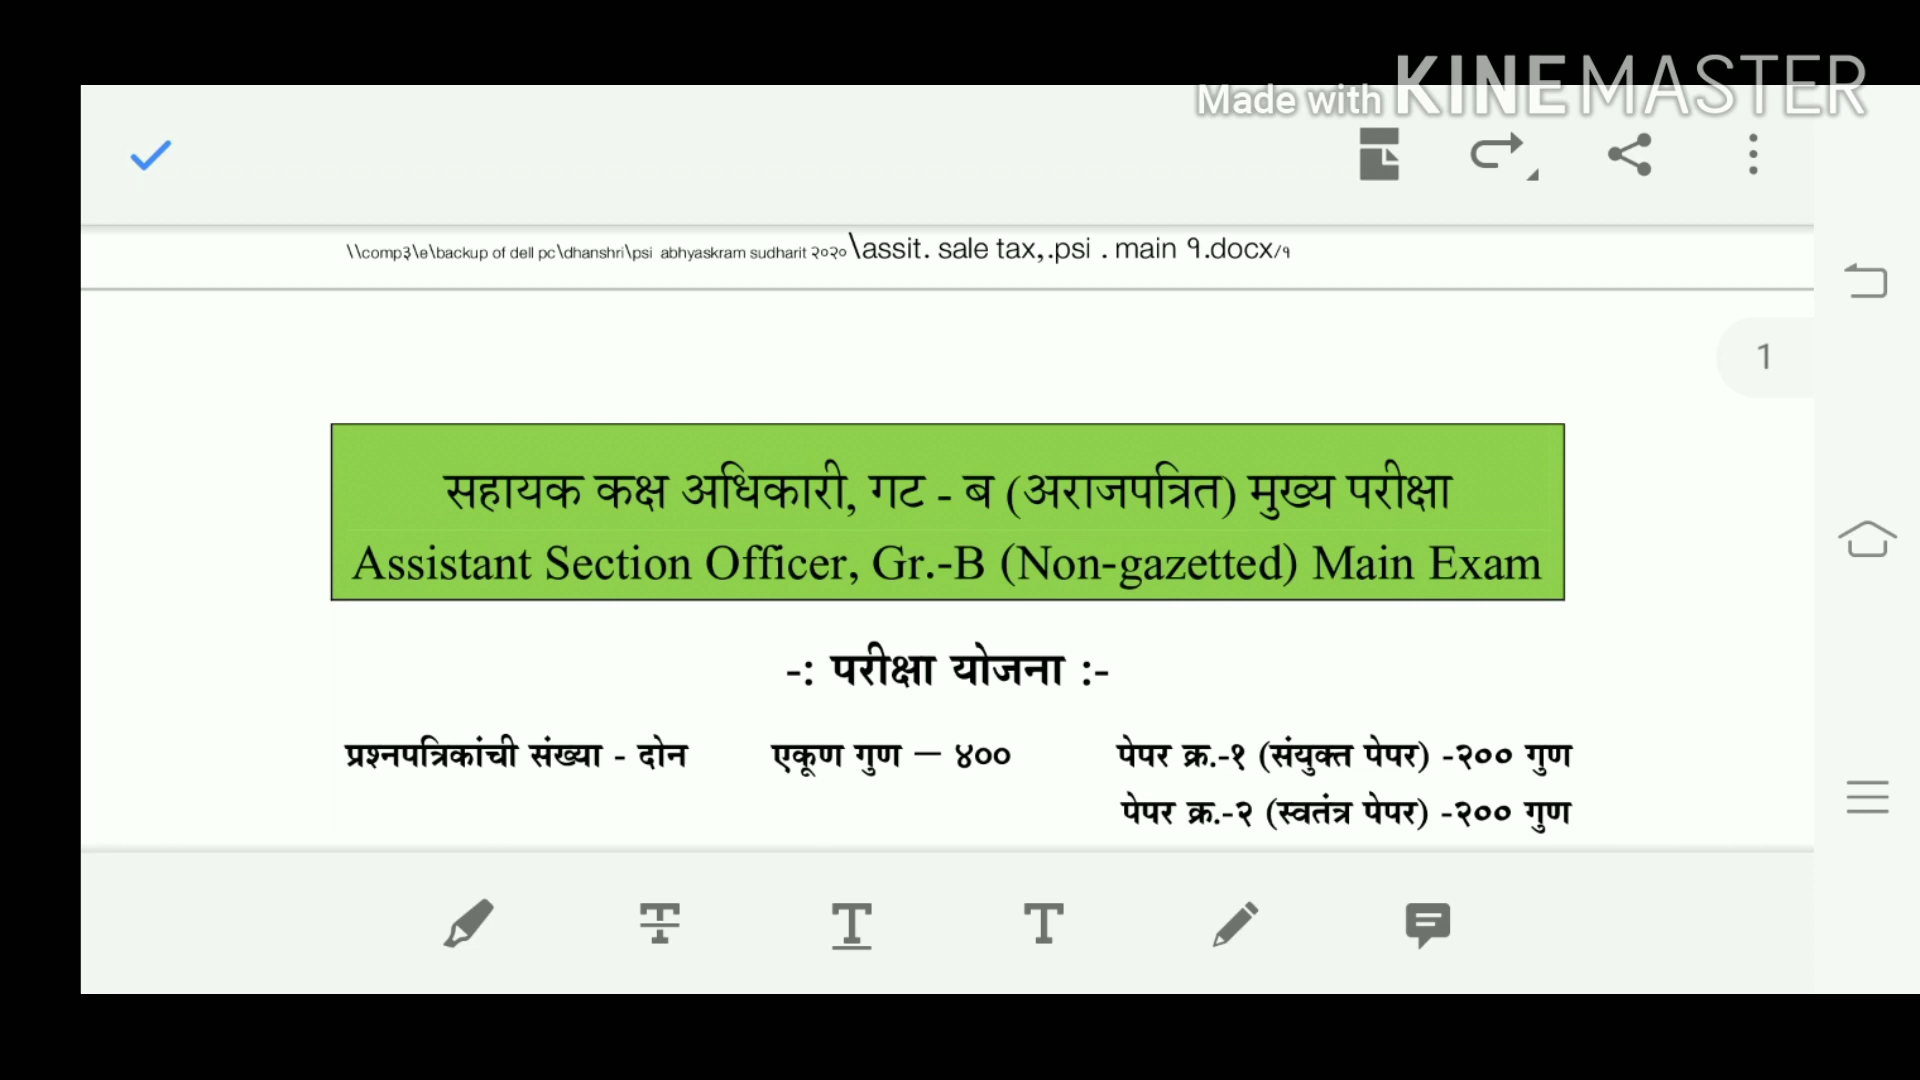 Made with KINEMASTER
\\comp३\e\backup of dell pc\dhanshri\psi abhyaskram sudharit २०२०\assit. sale tax,.psi . main १.docx/१
1
सहायक कक्ष अधिकारी, गट - ब (अराजपत्रित) मुख्य परीक्षा
Assistant Section Officer, Gr.-B (Non-gazetted) Main Exam
-: परीक्षा योजना :-
प्रश्नपत्रिकांची संख्या - दोन एकूण गुण – ४०० पेपर क्र.-१ (संयुक्त पेपर) -२०० गुण
पेपर क्र.-२ (स्वतंत्र पेपर) -२०० गुण